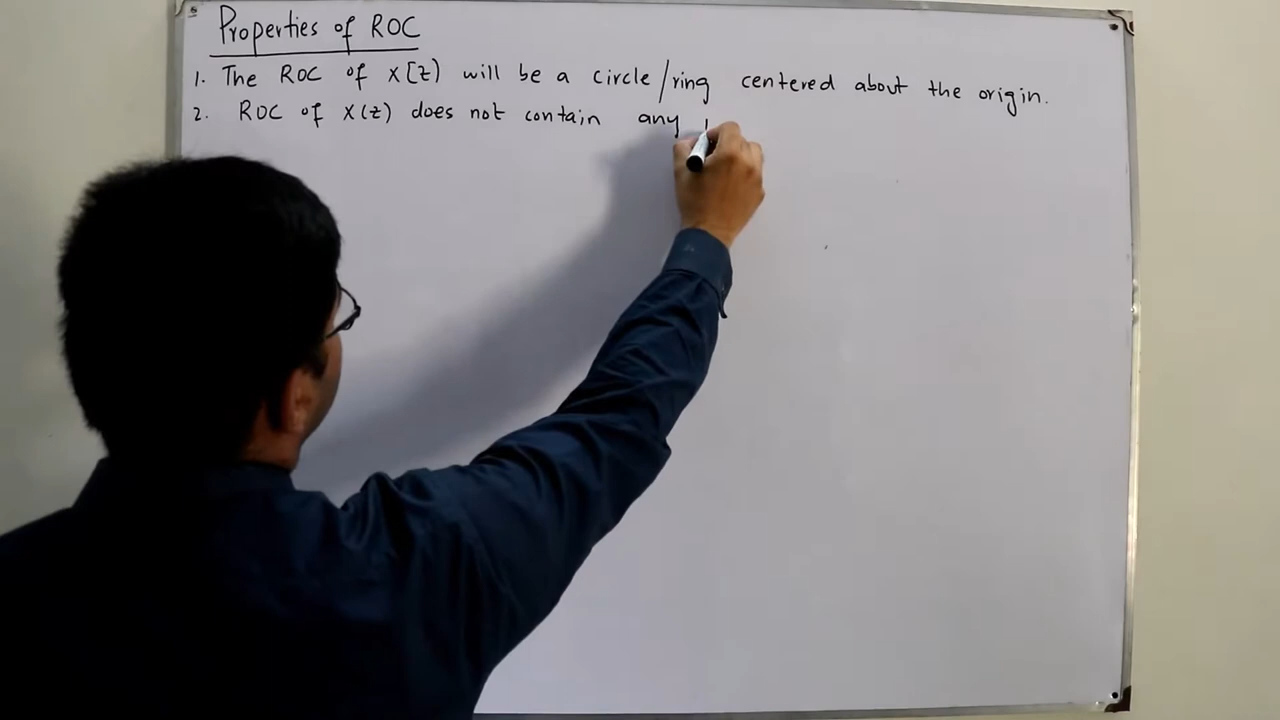 Properties of ROC
1. The ROC of X[z) will be a circle/ring centered about the origin.
2. ROC of X(z) does not contain any